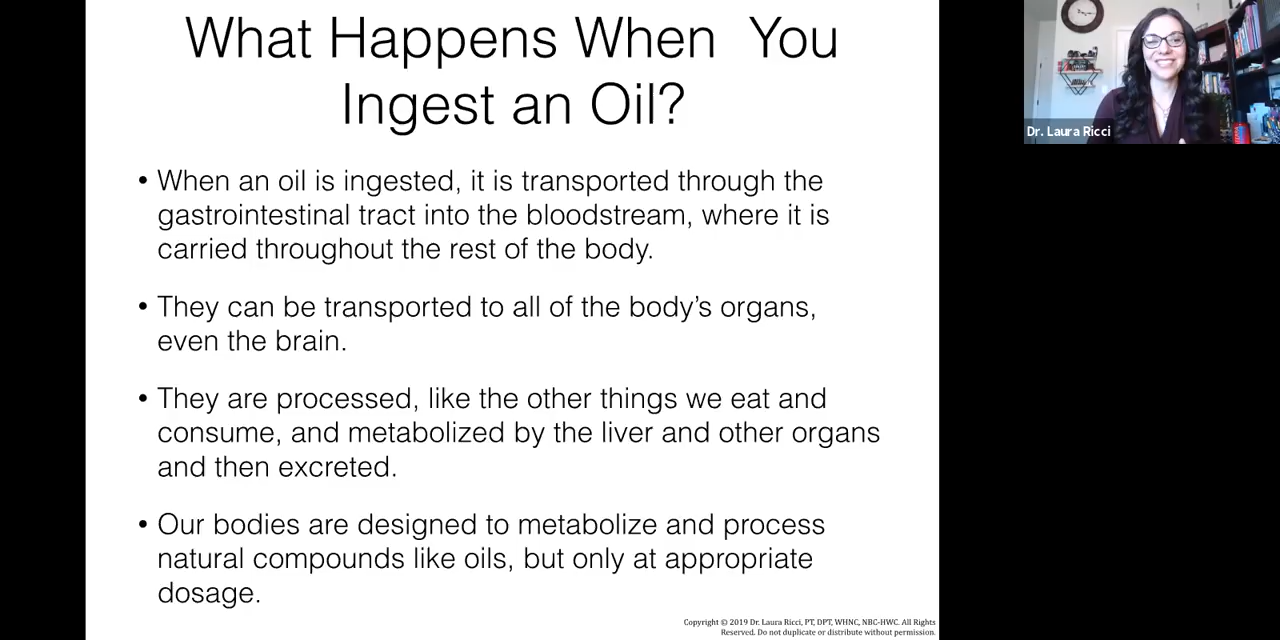 What Happens When You
Ingest an Oil?
• When an oil is ingested, it is transported through the
gastrointestinal tract into the bloodstream, where it is
carried throughout the rest of the body.
• They can be transported to all of the body's organs,
even the brain.
• They are processed, like the other things we eat and
consume, and metabolized by the liver and other organs
and then excreted.
• Our bodies are designed to metabolize and process
natural compounds like oils, but only at appropriate
dosage.
Copyright © 2019 Dr. Laura Ricci, PT, DPT, WHNC, NBC-HWC. All Rights
Reserved. Do not duplicate or distribute without permission.
Dr. Laura Ricci